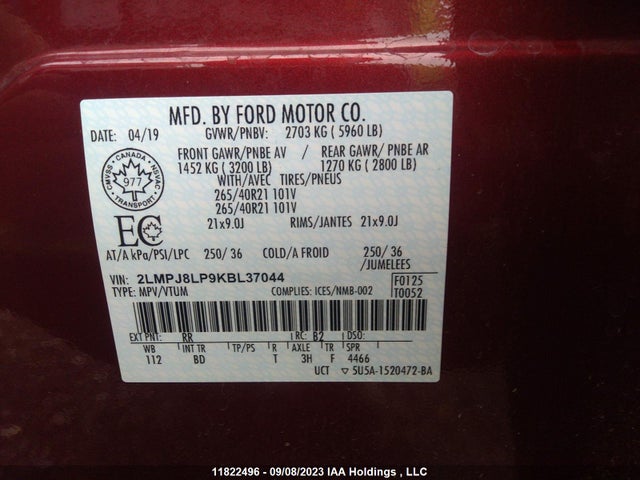 MFD. BY FORD MOTOR CO.
DATE: 04/19 GVWR/PNBV: 2703 KG ( 5960 LB)
FRONT GAWR/PNBE AV / REAR GAWR/ PNBE AR
1452 KG ( 3200 LB) 1270 KG ( 2800 LB)
WITH/AVEC TIRES/PNEUS
265/40R21 101V
265/40R21 101V
21x9.0J RIMS/JANTES 21x9.0J
CMVSS - CANADA - NSVAC
977
TRANSPORT
EC
AT/A kPa/PSI/LPC 250/ 36 COLD/A FROID 250/ 36
/JUMELEES
VIN: 2LMPJ8LP9KBL37044
TYPE: MPV/VTUM COMPLIES: ICES/NMB-002
F0125
T0052
EXT PNT: RR RC: B2 DSO:
WB INT TR TP/PS R AXLE TR SPR
112 BD T 3H F 4466
UCT ▽ 5U5A-1520472-BA
11822496 - 09/08/2023 IAA Holdings , LLC